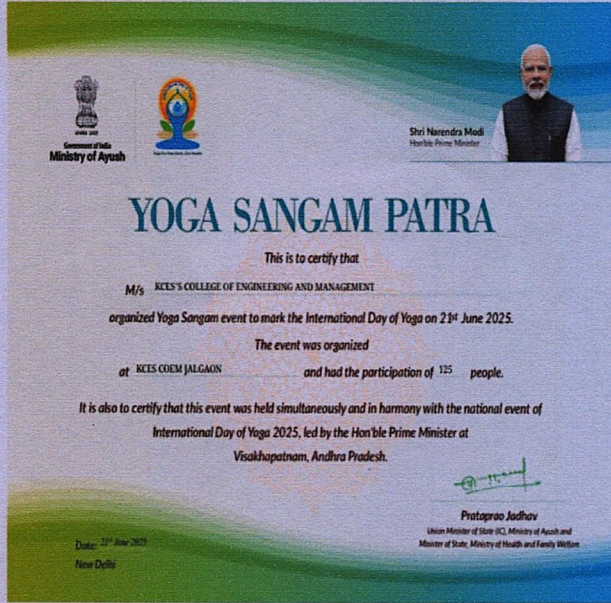 Shri Narendra Modi
Hon'ble Prime Minister
Government of India
Ministry of Ayush
Yoga For One Earth, One Health
YOGA SANGAM PATRA
This is to certify that
M/s KCES'S COLLEGE OF ENGINEERING AND MANAGEMENT
organized Yoga Sangam event to mark the International Day of Yoga on 21st June 2025.
The event was organized
at KCES COEM JALGAON and had the participation of 125 people.
It is also to certify that this event was held simultaneously and in harmony with the national event of
International Day of Yoga 2025, led by the Hon'ble Prime Minister at
Visakhapatnam, Andhra Pradesh.
Prataprao Jadhav
Union Minister of State (IC), Ministry of Ayush and
Minister of State, Ministry of Health and Family Welfare
Date: 21st June 2025
New Delhi